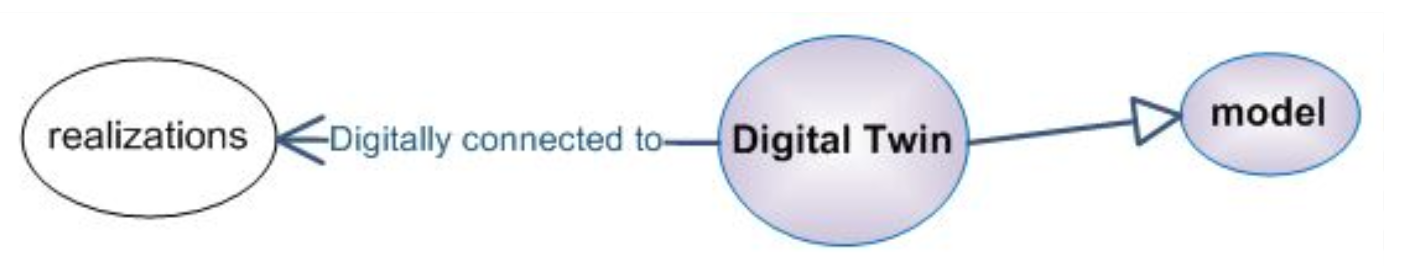 realizations
Digitally connected to
Digital Twin
model